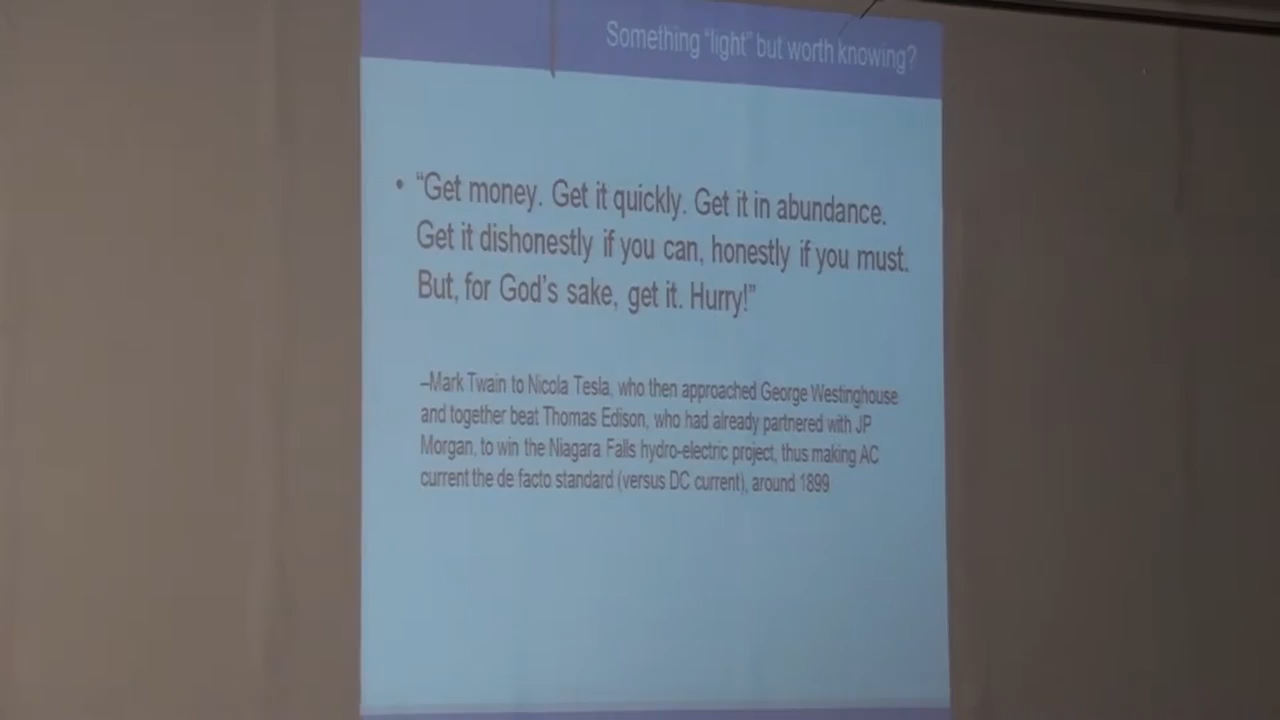 Something "light" but worth knowing?
• “Get money. Get it quickly. Get it in abundance.
Get it dishonestly if you can, honestly if you must.
But, for God’s sake, get it. Hurry!”
–Mark Twain to Nicola Tesla, who then approached George Westinghouse
and together beat Thomas Edison, who had already partnered with JP
Morgan, to win the Niagara Falls hydro-electric project, thus making AC
current the de facto standard (versus DC current), around 1899